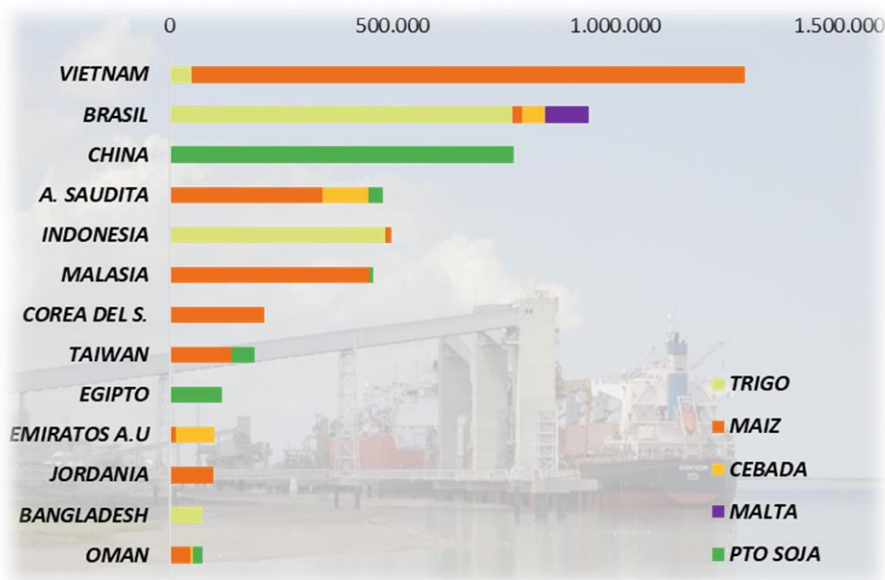 0 500.000 1.000.000 1.500.000
VIETNAM
BRASIL
CHINA
A. SAUDITA
INDONESIA
MALASIA
COREA DEL S.
TAIWAN
EGIPTO
EMIRATOS A.U
JORDANIA
BANGLADESH
OMAN
TRIGO
MAIZ
CEBADA
MALTA
PTO SOJA